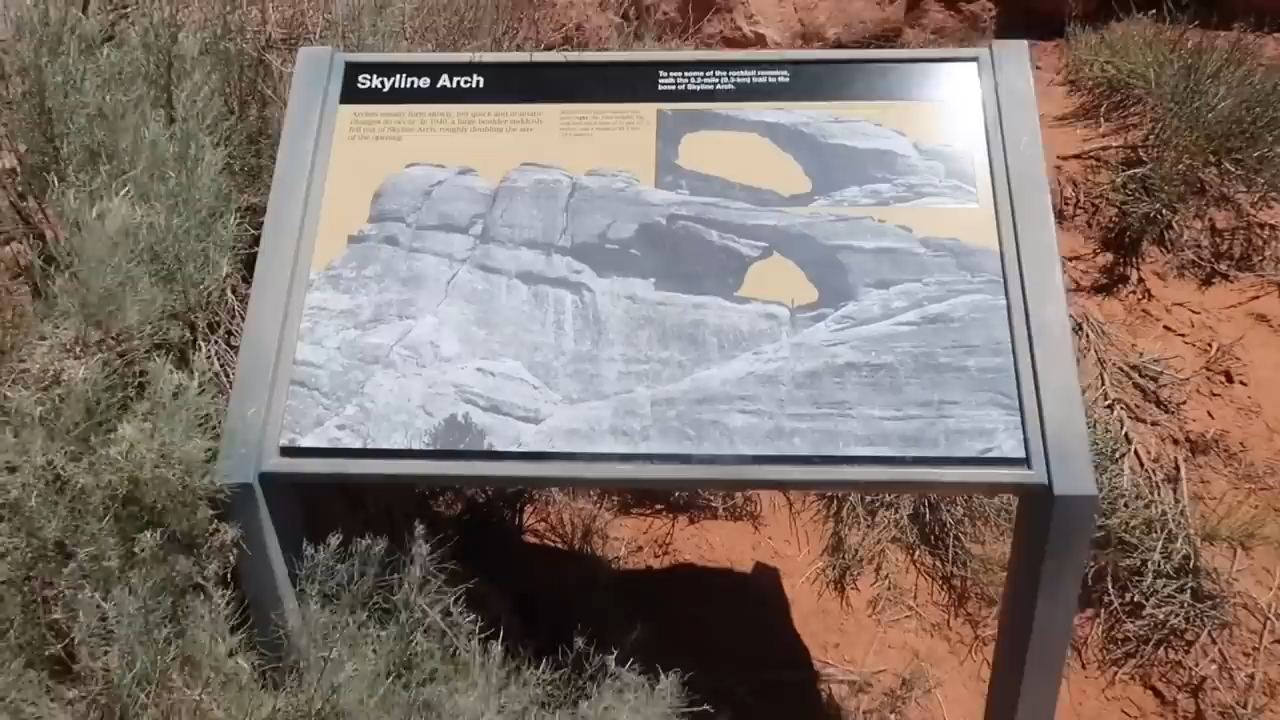 Skyline Arch
To see some of the rockfall remains,
walk the 0.2-mile (0.3-km) trail to the
base of Skyline Arch.
Arches usually form slowly, but quick and dramatic
changes do occur. In 1940, a large boulder suddenly
fell out of Skyline Arch, roughly doubling the size
of the opening.